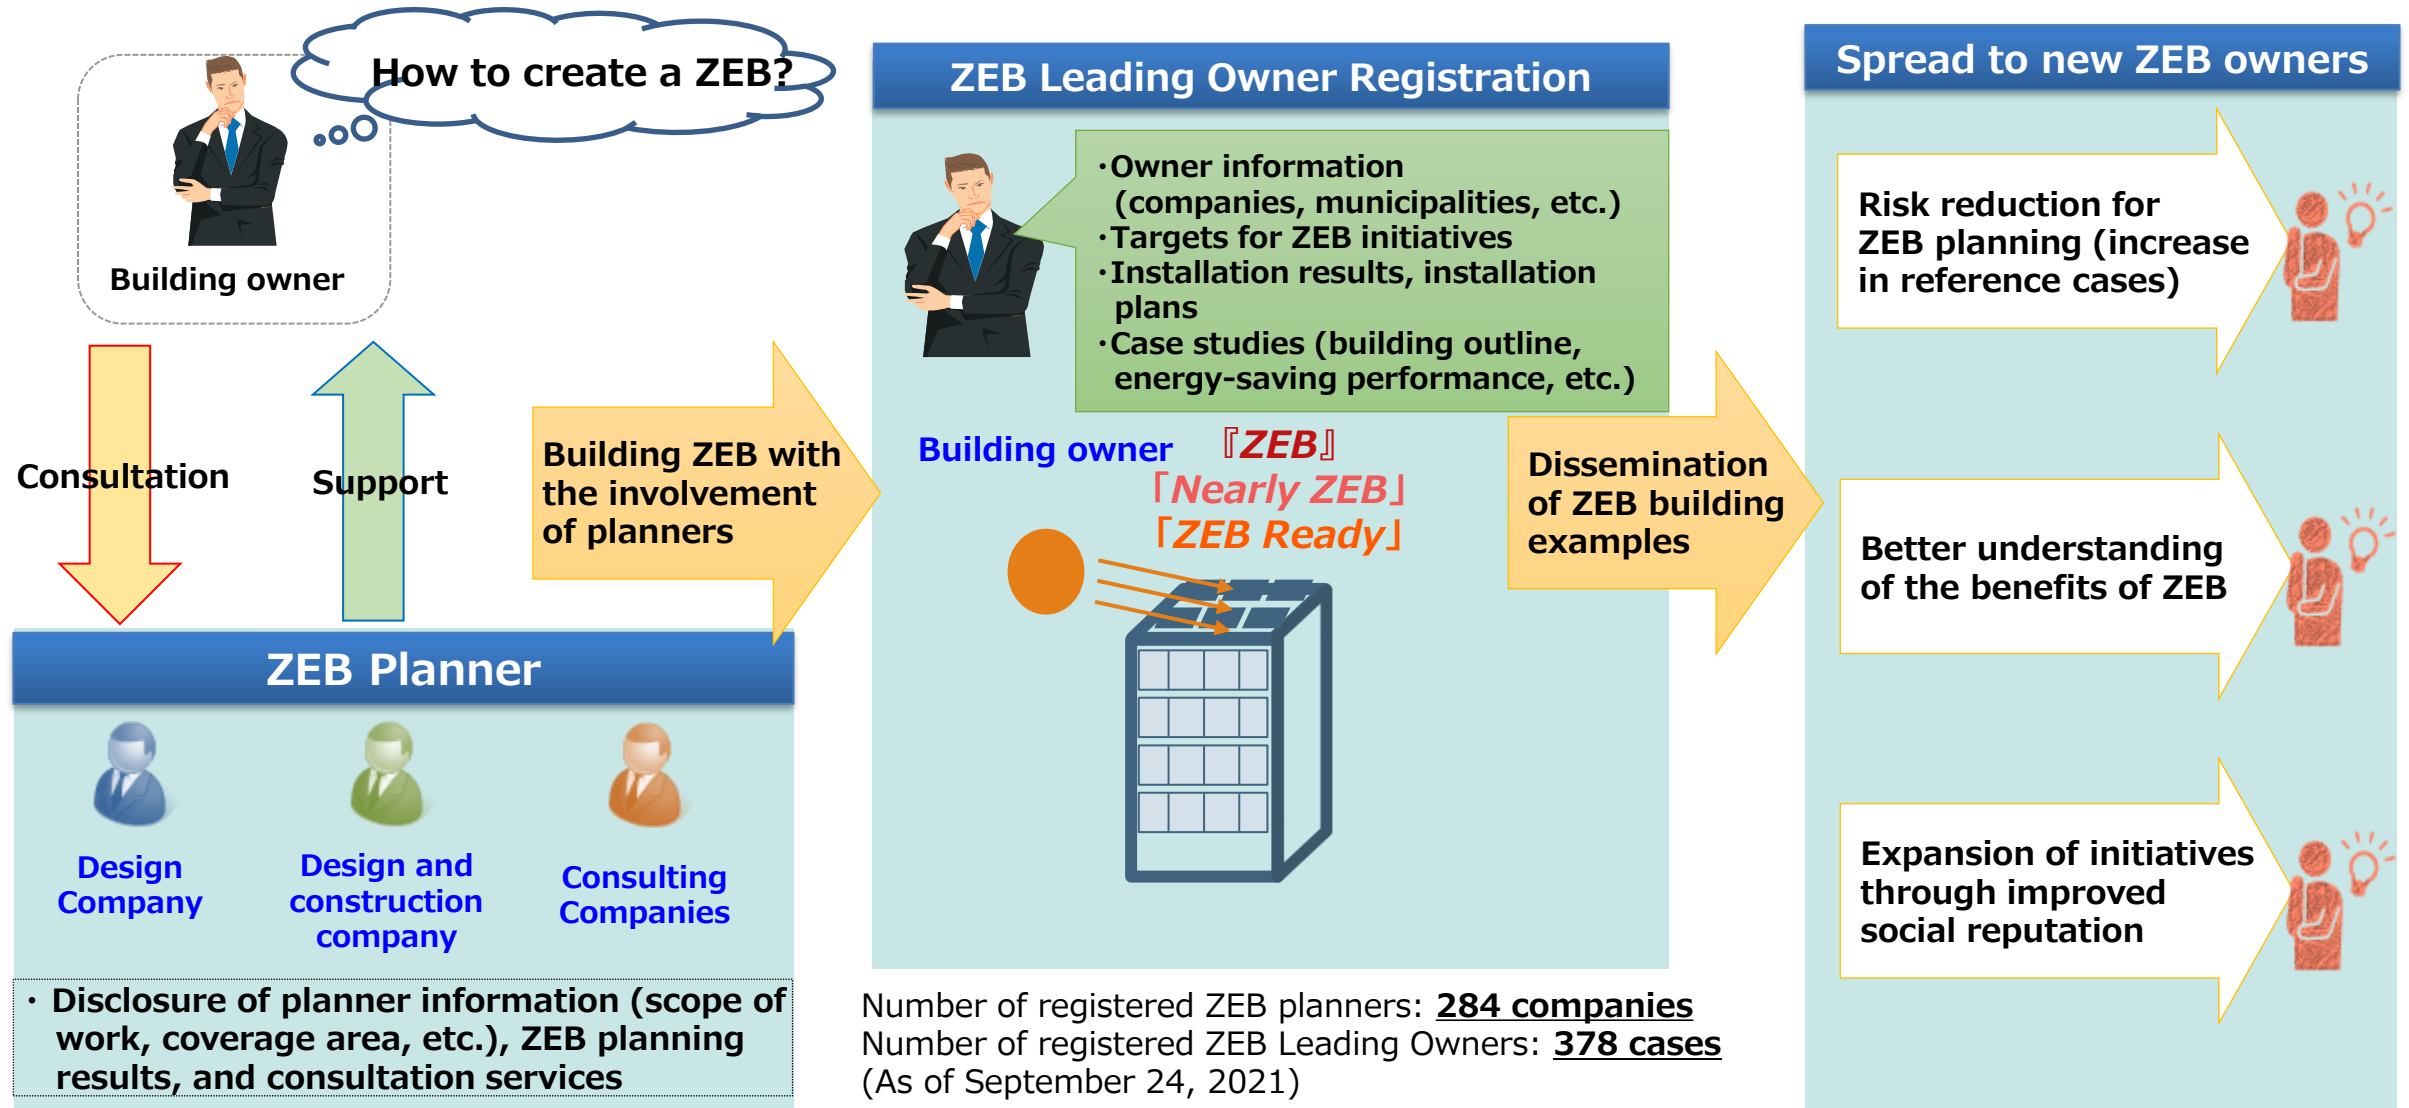 How to create a ZEB?
Building owner
Consultation
Support
ZEB Planner
Design
Company
Design and
construction
company
Consulting
Companies
・ Disclosure of planner information (scope of
work, coverage area, etc.), ZEB planning
results, and consultation services
Building ZEB with
the involvement
of planners
ZEB Leading Owner Registration
・Owner information
(companies, municipalities, etc.)
・Targets for ZEB initiatives
・Installation results, installation
plans
・Case studies (building outline,
energy-saving performance, etc.)
Building owner
『ZEB』
「Nearly ZEB」
「ZEB Ready」
Number of registered ZEB planners: 284 companies
Number of registered ZEB Leading Owners: 378 cases
(As of September 24, 2021)
Dissemination
of ZEB building
examples
Spread to new ZEB owners
Risk reduction for
ZEB planning (increase
in reference cases)
Better understanding
of the benefits of ZEB
Expansion of initiatives
through improved
social reputation